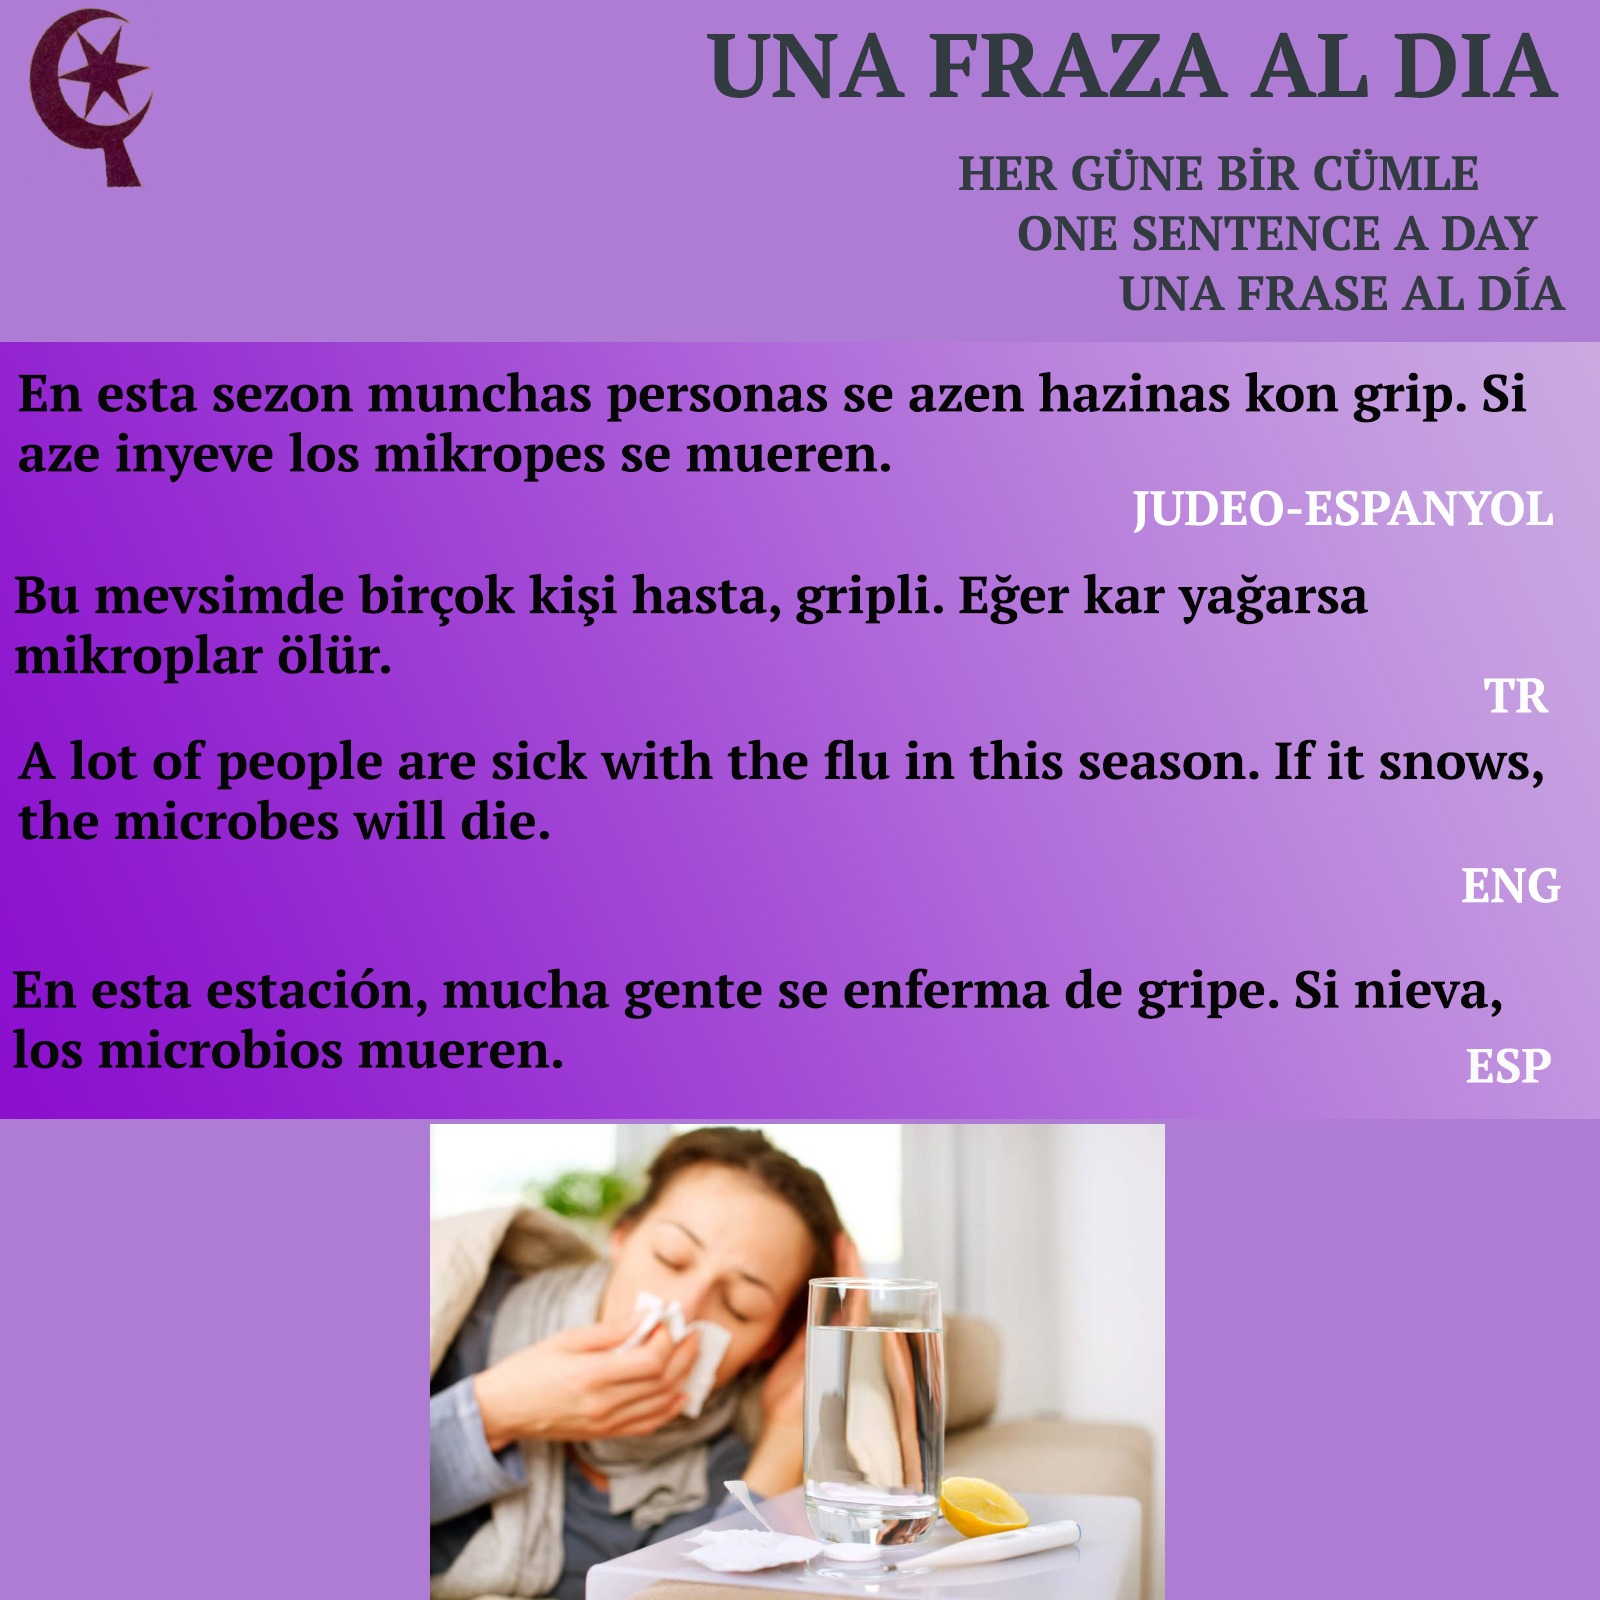 UNA FRAZA AL DIA
HER GÜNE BİR CÜMLE
ONE SENTENCE A DAY
UNA FRASE AL DÍA
En esta sezon munchas personas se azen hazinas kon grip. Si
aze inyeve los mikropes se mueren.
JUDEO-ESPANYOL
Bu mevsimde birçok kişi hasta, gripli. Eğer kar yağarsa
mikroplar ölür.
TR
A lot of people are sick with the flu in this season. If it snows,
the microbes will die.
ENG
En esta estación, mucha gente se enferma de gripe. Si nieva,
los microbios mueren.
ESP